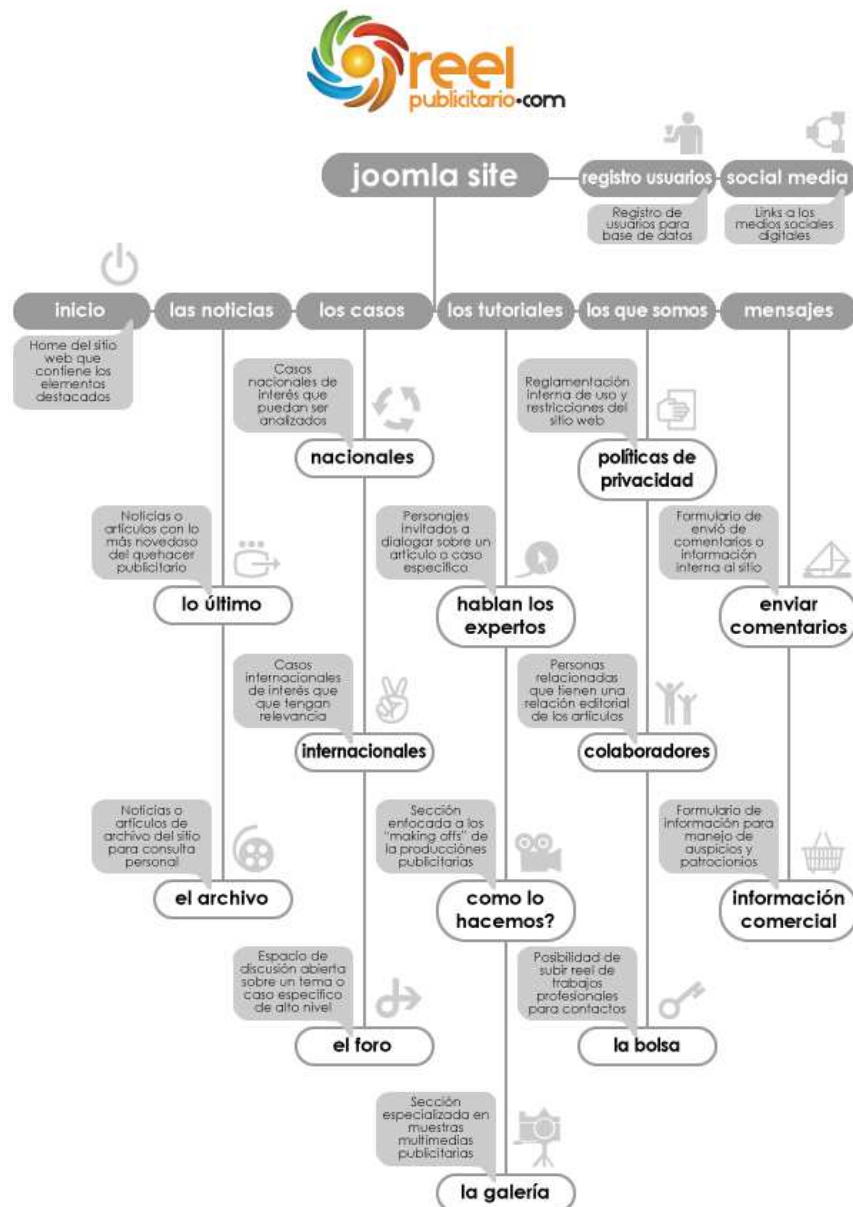 reel
publicitario.com
joomla site
registro usuarios
social media
Registro de
usuarios para
base de datos
Links a los
medios sociales
digitales
inicio
las noticias
los casos
los tutoriales
los que somos
mensajes
Home del sitio
web que
contiene los
elementos
destacados
Casos
nacionales de
interés que
puedan ser
analizados
nacionales
Reglamentación
interna de uso y
restricciones del
sitio web
políticas de
privacidad
Noticias o
artículos con lo
más novedoso
del quehacer
publicitario
lo último
Personajes
invitados a
dialogar sobre un
artículo o caso
específico
hablan los
expertos
Formulario de
envió de
comentarios o
información
interna al sitio
enviar
comentarios
Casos
internacionales
de interés que
que tengan
relevancia
internacionales
Personas
relacionadas
que tienen una
relación editorial
de los artículos
colaboradores
Noticias o
artículos de
archivo del sitio
para consulta
personal
el archivo
Sección
enfocada a los
"making offs" de
la producciónes
publicitarias
como lo
hacemos?
Formulario de
información para
manejo de
auspicios y
patrocionios
información
comercial
Espacio de
discusión abierta
sobre un tema o
caso específico
de alto nivel
el foro
Posibilidad de
subir reel de
trabajos
profesionales
para contactos
la bolsa
Sección
especializada en
muestras
multimedias
publicitarias
la galería